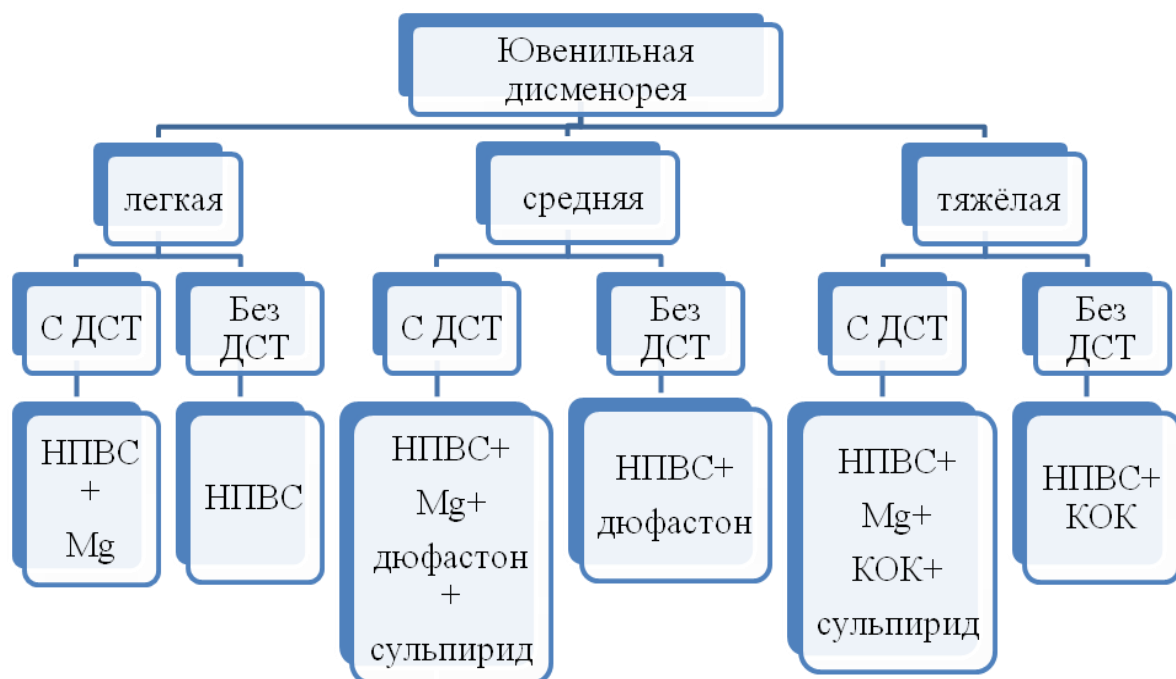 Ювенильная
дисменорея
легкая
средняя
тяжёлая
С ДСТ
Без
ДСТ
С ДСТ
Без
ДСТ
С ДСТ
Без
ДСТ
НПВС
+
Mg
НПВС
НПВС+
Mg+
дюфастон
+
сульпирид
НПВС+
дюфастон
НПВС+
Mg+
КОК+
сульпирид
НПВС+
КОК